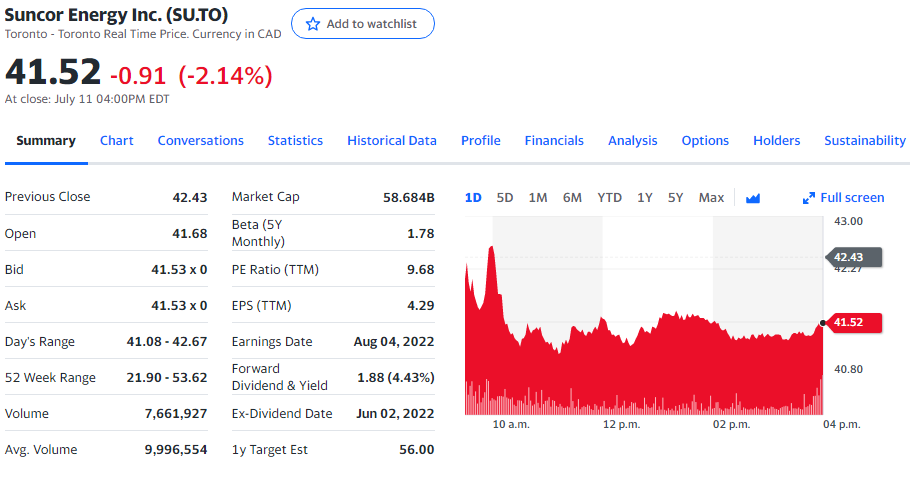 Suncor Energy Inc. (SU.TO)
Add to watchlist
Toronto - Toronto Real Time Price. Currency in CAD
41.52 -0.91 (-2.14%)
At close: July 11 04:00PM EDT
Summary Chart Conversations Statistics Historical Data Profile Financials Analysis Options Holders Sustainability
Previous Close 42.43
Open 41.68
Bid 41.53 x 0
Ask 41.53 x 0
Day's Range 41.08 - 42.67
52 Week Range 21.90 - 53.62
Volume 7,661,927
Avg. Volume 9,996,554
Market Cap 58.684B
Beta (5Y
Monthly) 1.78
PE Ratio (TTM) 9.68
EPS (TTM) 4.29
Earnings Date Aug 04, 2022
Forward
Dividend & Yield 1.88 (4.43%)
Ex-Dividend Date Jun 02, 2022
1y Target Est 56.00
1D 5D 1M 6M YTD 1Y 5Y Max Full screen
43.00
42.43
42.27
41.52
40.80
10 a.m. 12 p.m. 02 p.m. 04 p.m.